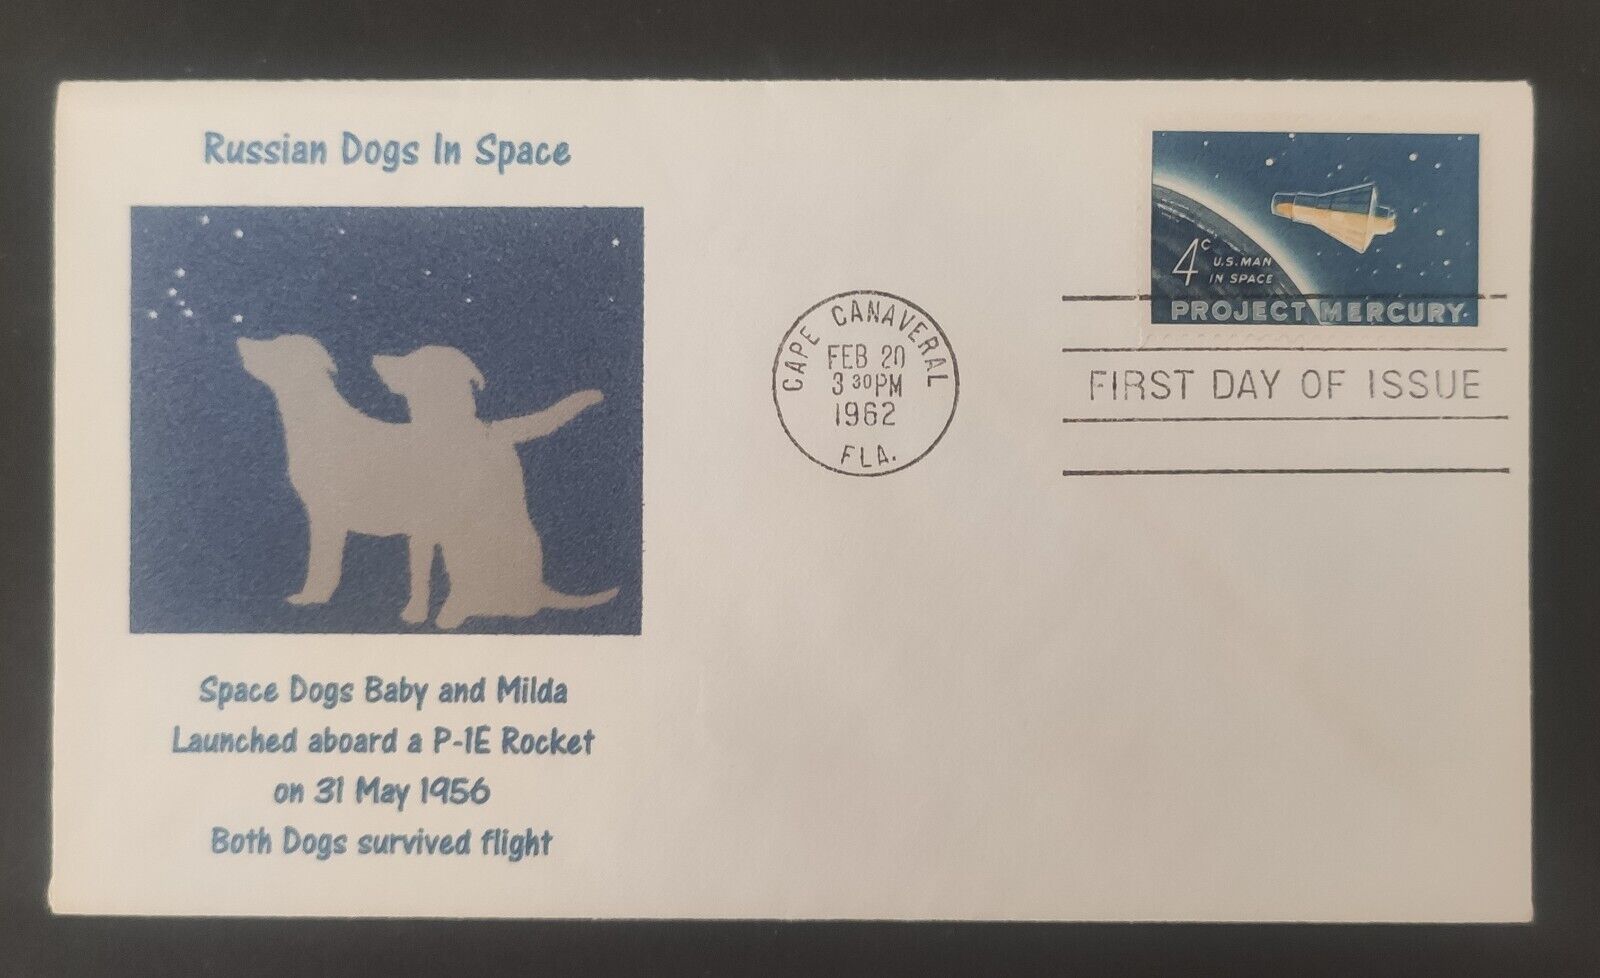 Russian Dogs In Space
4c
U.S. MAN
IN SPACE
PROJECT MERCURY
CAPE CANAVERAL
FEB 20
3 30PM
1962
FLA.
FIRST DAY OF ISSUE
Space Dogs Baby and Milda
Launched aboard a P-1E Rocket
on 31 May 1956
Both Dogs survived flight